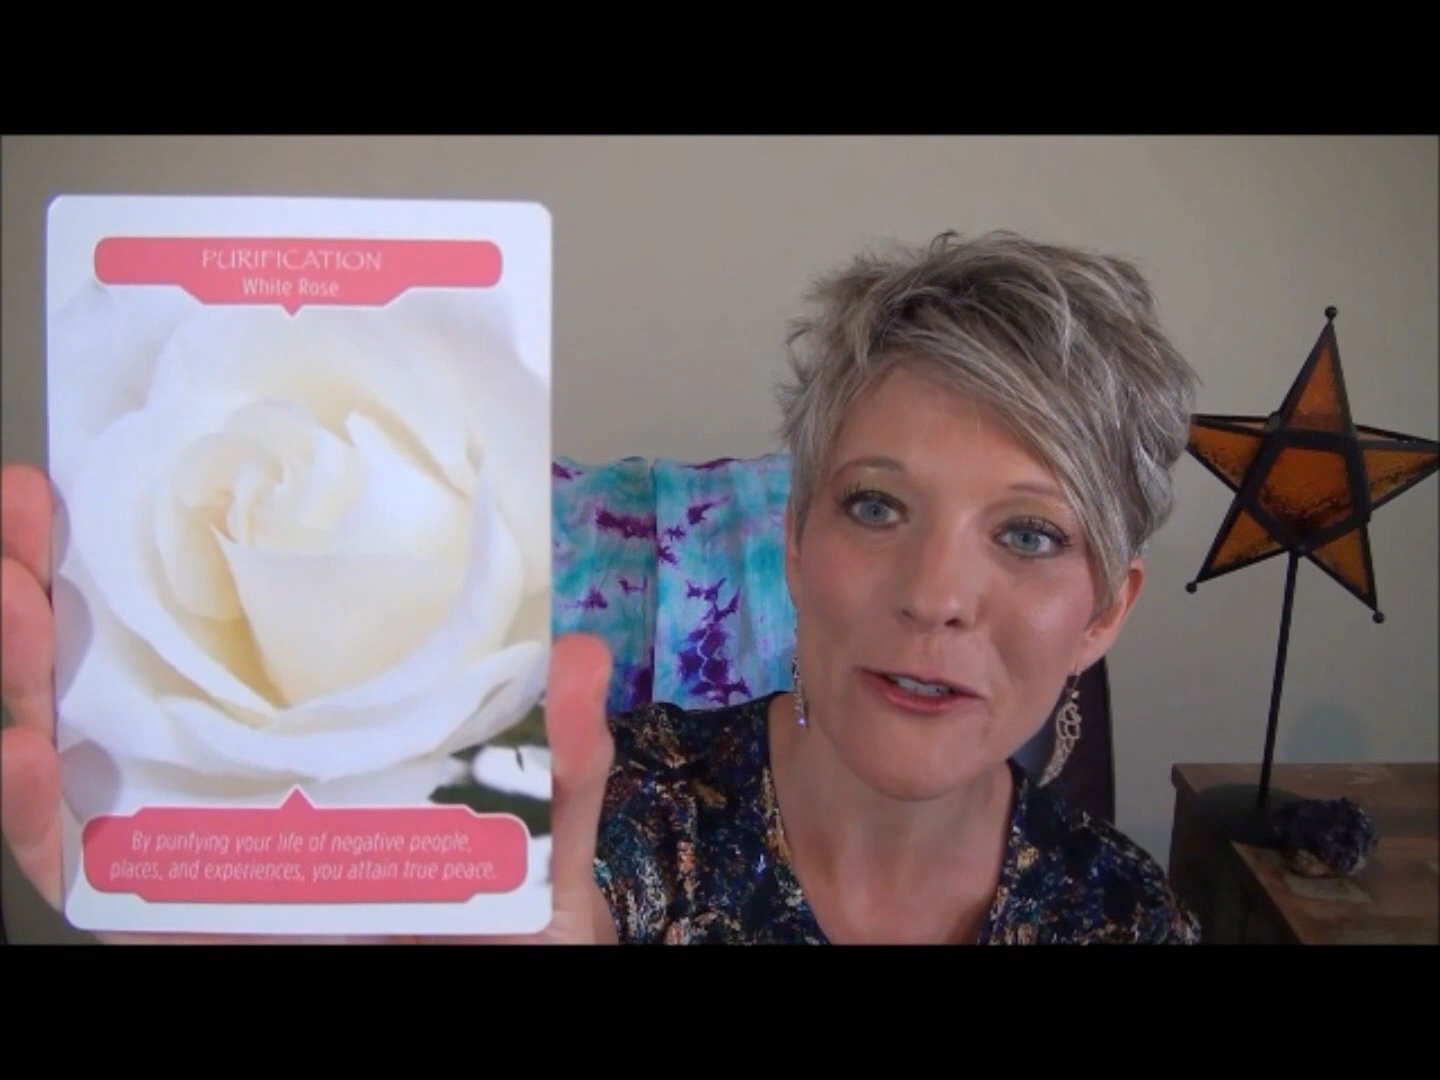 PURIFICATION
White Rose
By purifying your life of negative people,
places, and experiences, you attain true peace.